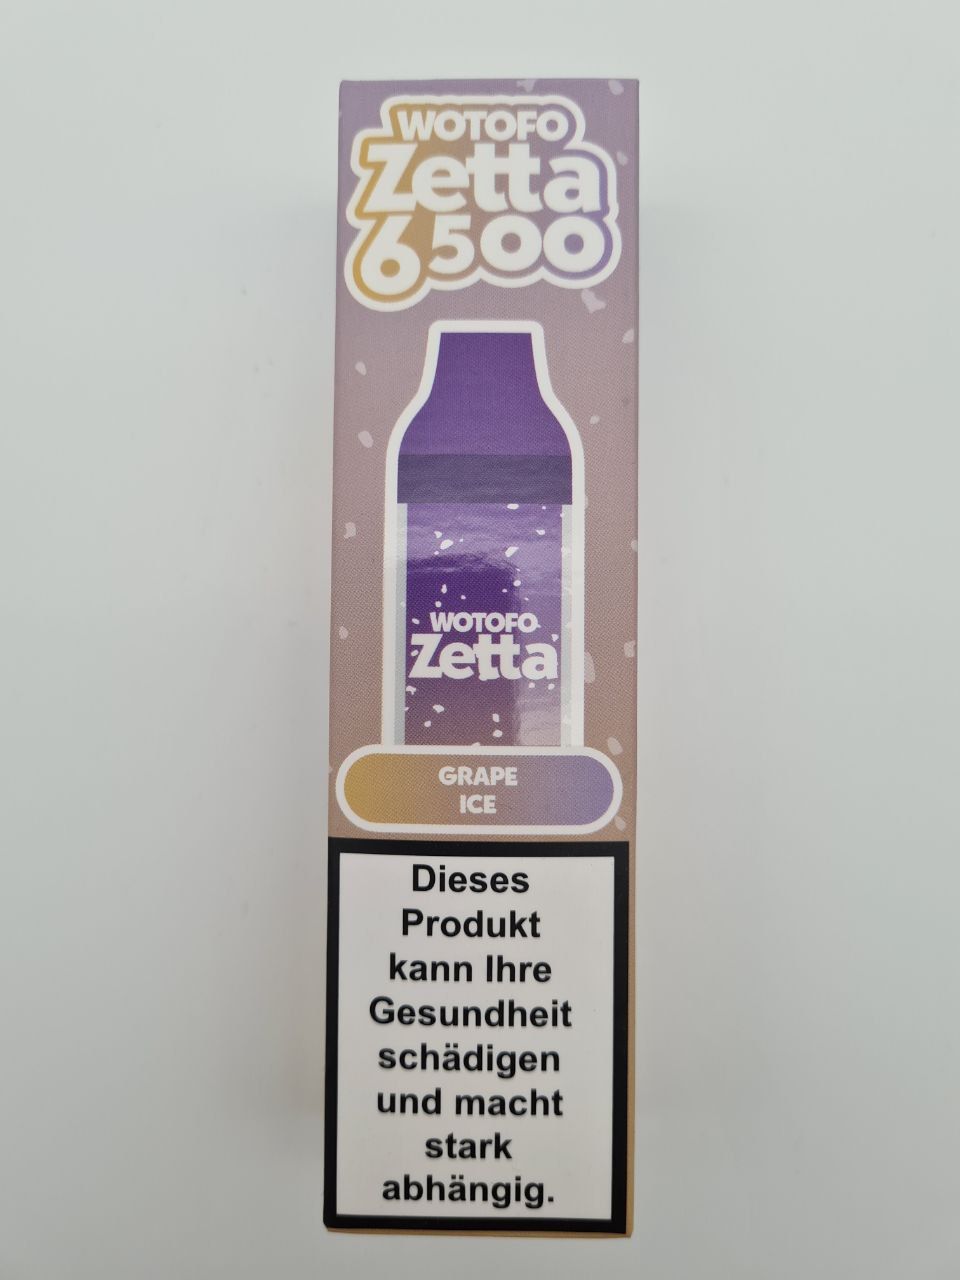 WOTOFO
Zetta
6500
WOTOFO
Zetta
GRAPE
ICE
Dieses
Produkt
kann Ihre
Gesundheit
schädigen
und macht
stark
abhängig.